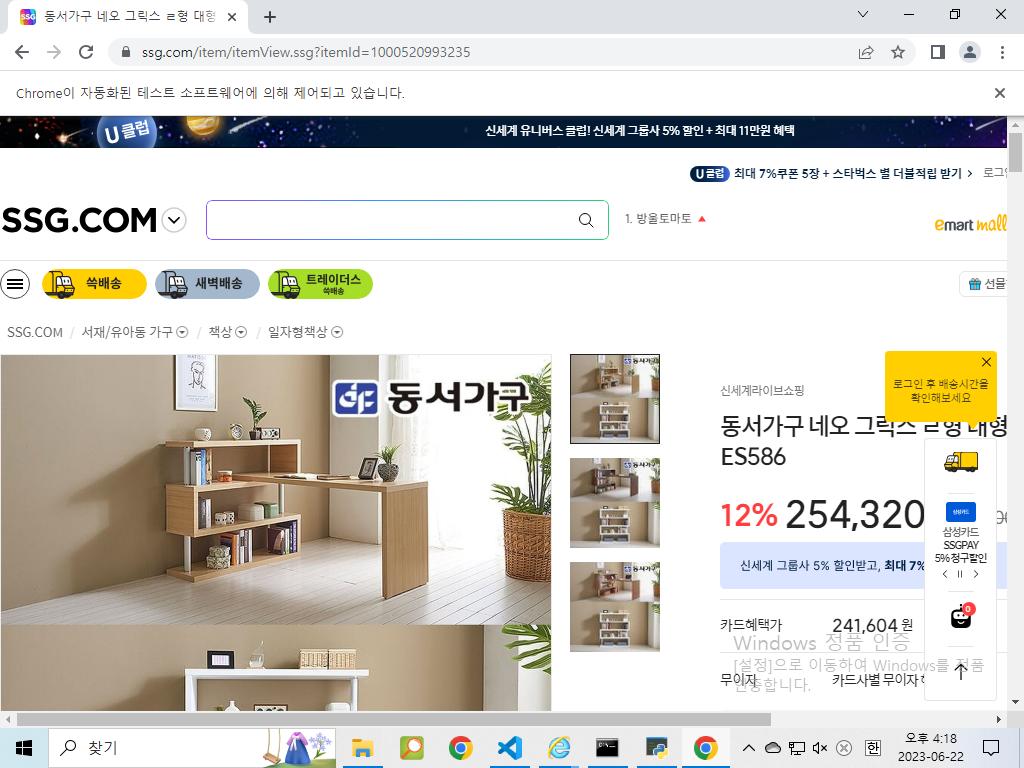 동서가구 네오 그릭스 ㄹ형 대형
ssg.com/item/itemView.ssg?itemId=1000520993235
Chrome이 자동화된 테스트 소프트웨어에 의해 제어되고 있습니다.
U 클럽
신세계 유니버스 클럽! 신세계 그룹사 5% 할인 + 최대 11만원 혜택
U 클럽 최대 7%쿠폰 5장 + 스타벅스 별 더블적립 받기 >
SSG.COM
1. 방울토마토
emart mall
쓱배송
새벽배송
트레이더스
쓱배송
선물
SSG.COM / 서재/유아동 가구 / 책상 / 일자형책상
동서가구
로그인 후 배송시간을
확인해보세요
신세계라이브쇼핑
동서가구 네오 그릭스 ㄹ형 대형
ES586
12% 254,320
삼성카드
삼성카드
SSGPAY
5% 청구할인
신세계 그룹사 5% 할인받고, 최대 7%
0
카드혜택가 241,604 원
Windows 정품 인증
[설정]으로 이동하여 Windows를 정품
인증합니다.
무이자 카드사별 무이자
찾기
오후 4:18
한
2023-06-22